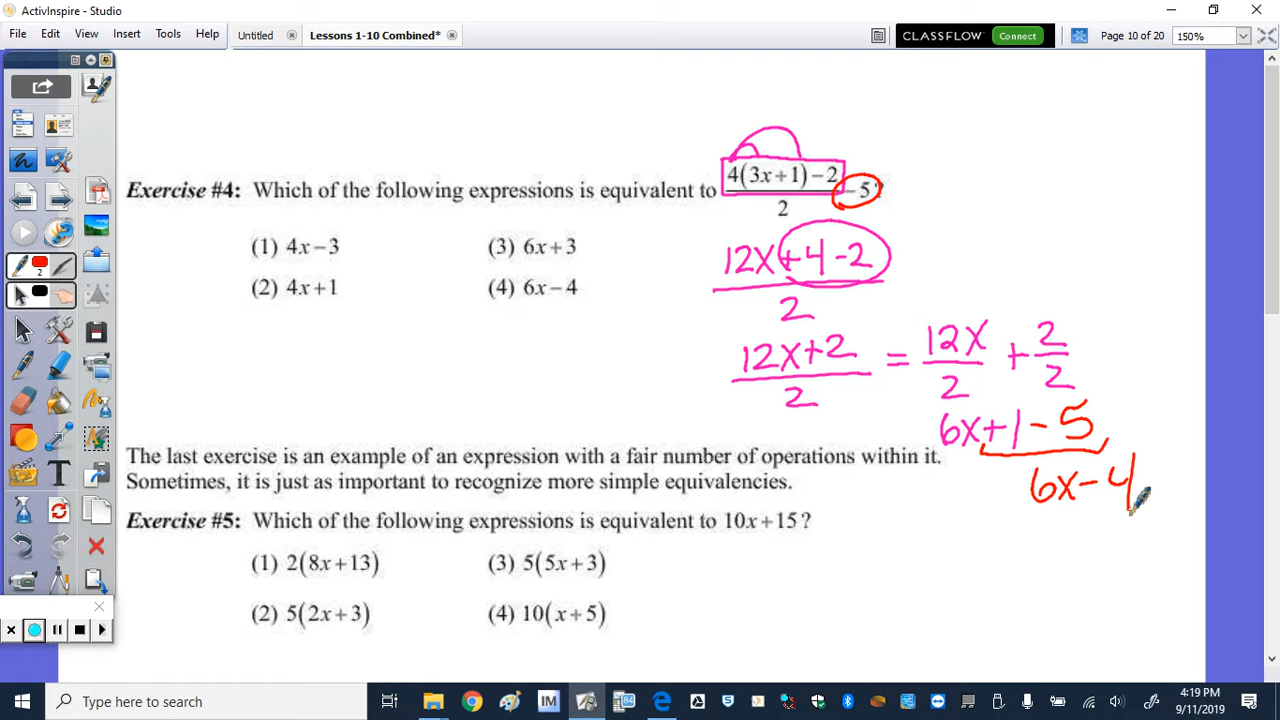 ActivInspire - Studio
File Edit View Insert Tools Help Untitled Lessons 1-10 Combined* CLASSFLOW Connect Page 10 of 20 150%
Exercise #4: Which of the following expressions is equivalent to (4(3x+1)−2)/2 − 5?
(1) 4x−3 (3) 6x+3
(2) 4x+1 (4) 6x−4
(12x+4-2)/2
(12x+2)/2 = 12x/2 + 2/2
6x+1-5
6x-4
The last exercise is an example of an expression with a fair number of operations within it.
Sometimes, it is just as important to recognize more simple equivalencies.
Exercise #5: Which of the following expressions is equivalent to 10x+15?
(1) 2(8x+13) (3) 5(5x+3)
(2) 5(2x+3) (4) 10(x+5)
2
T
Type here to search
IM
4:19 PM
9/11/2019